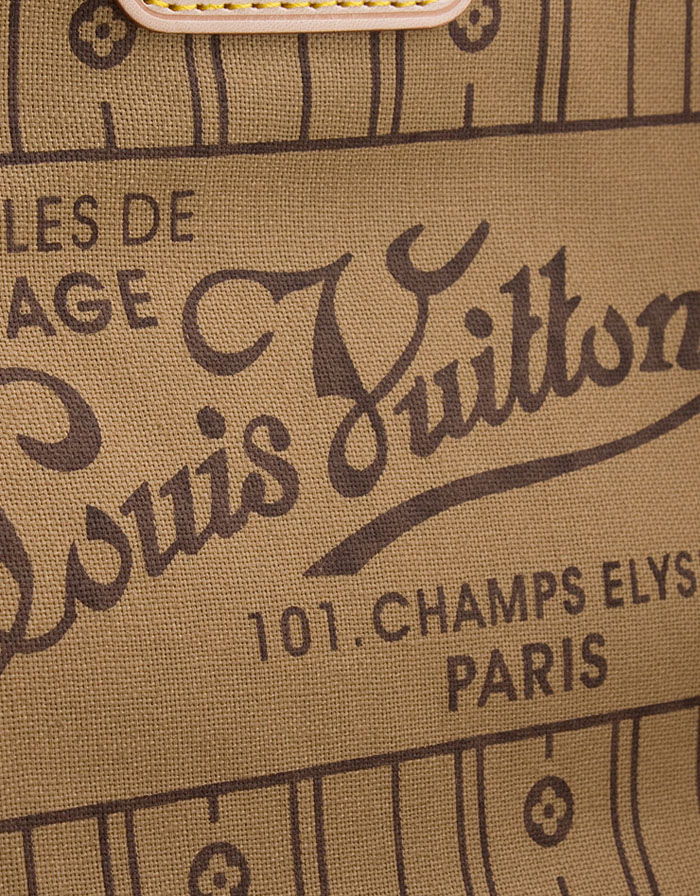 LES DE
AGE
Louis Vuitton
101. CHAMPS ELYS
PARIS